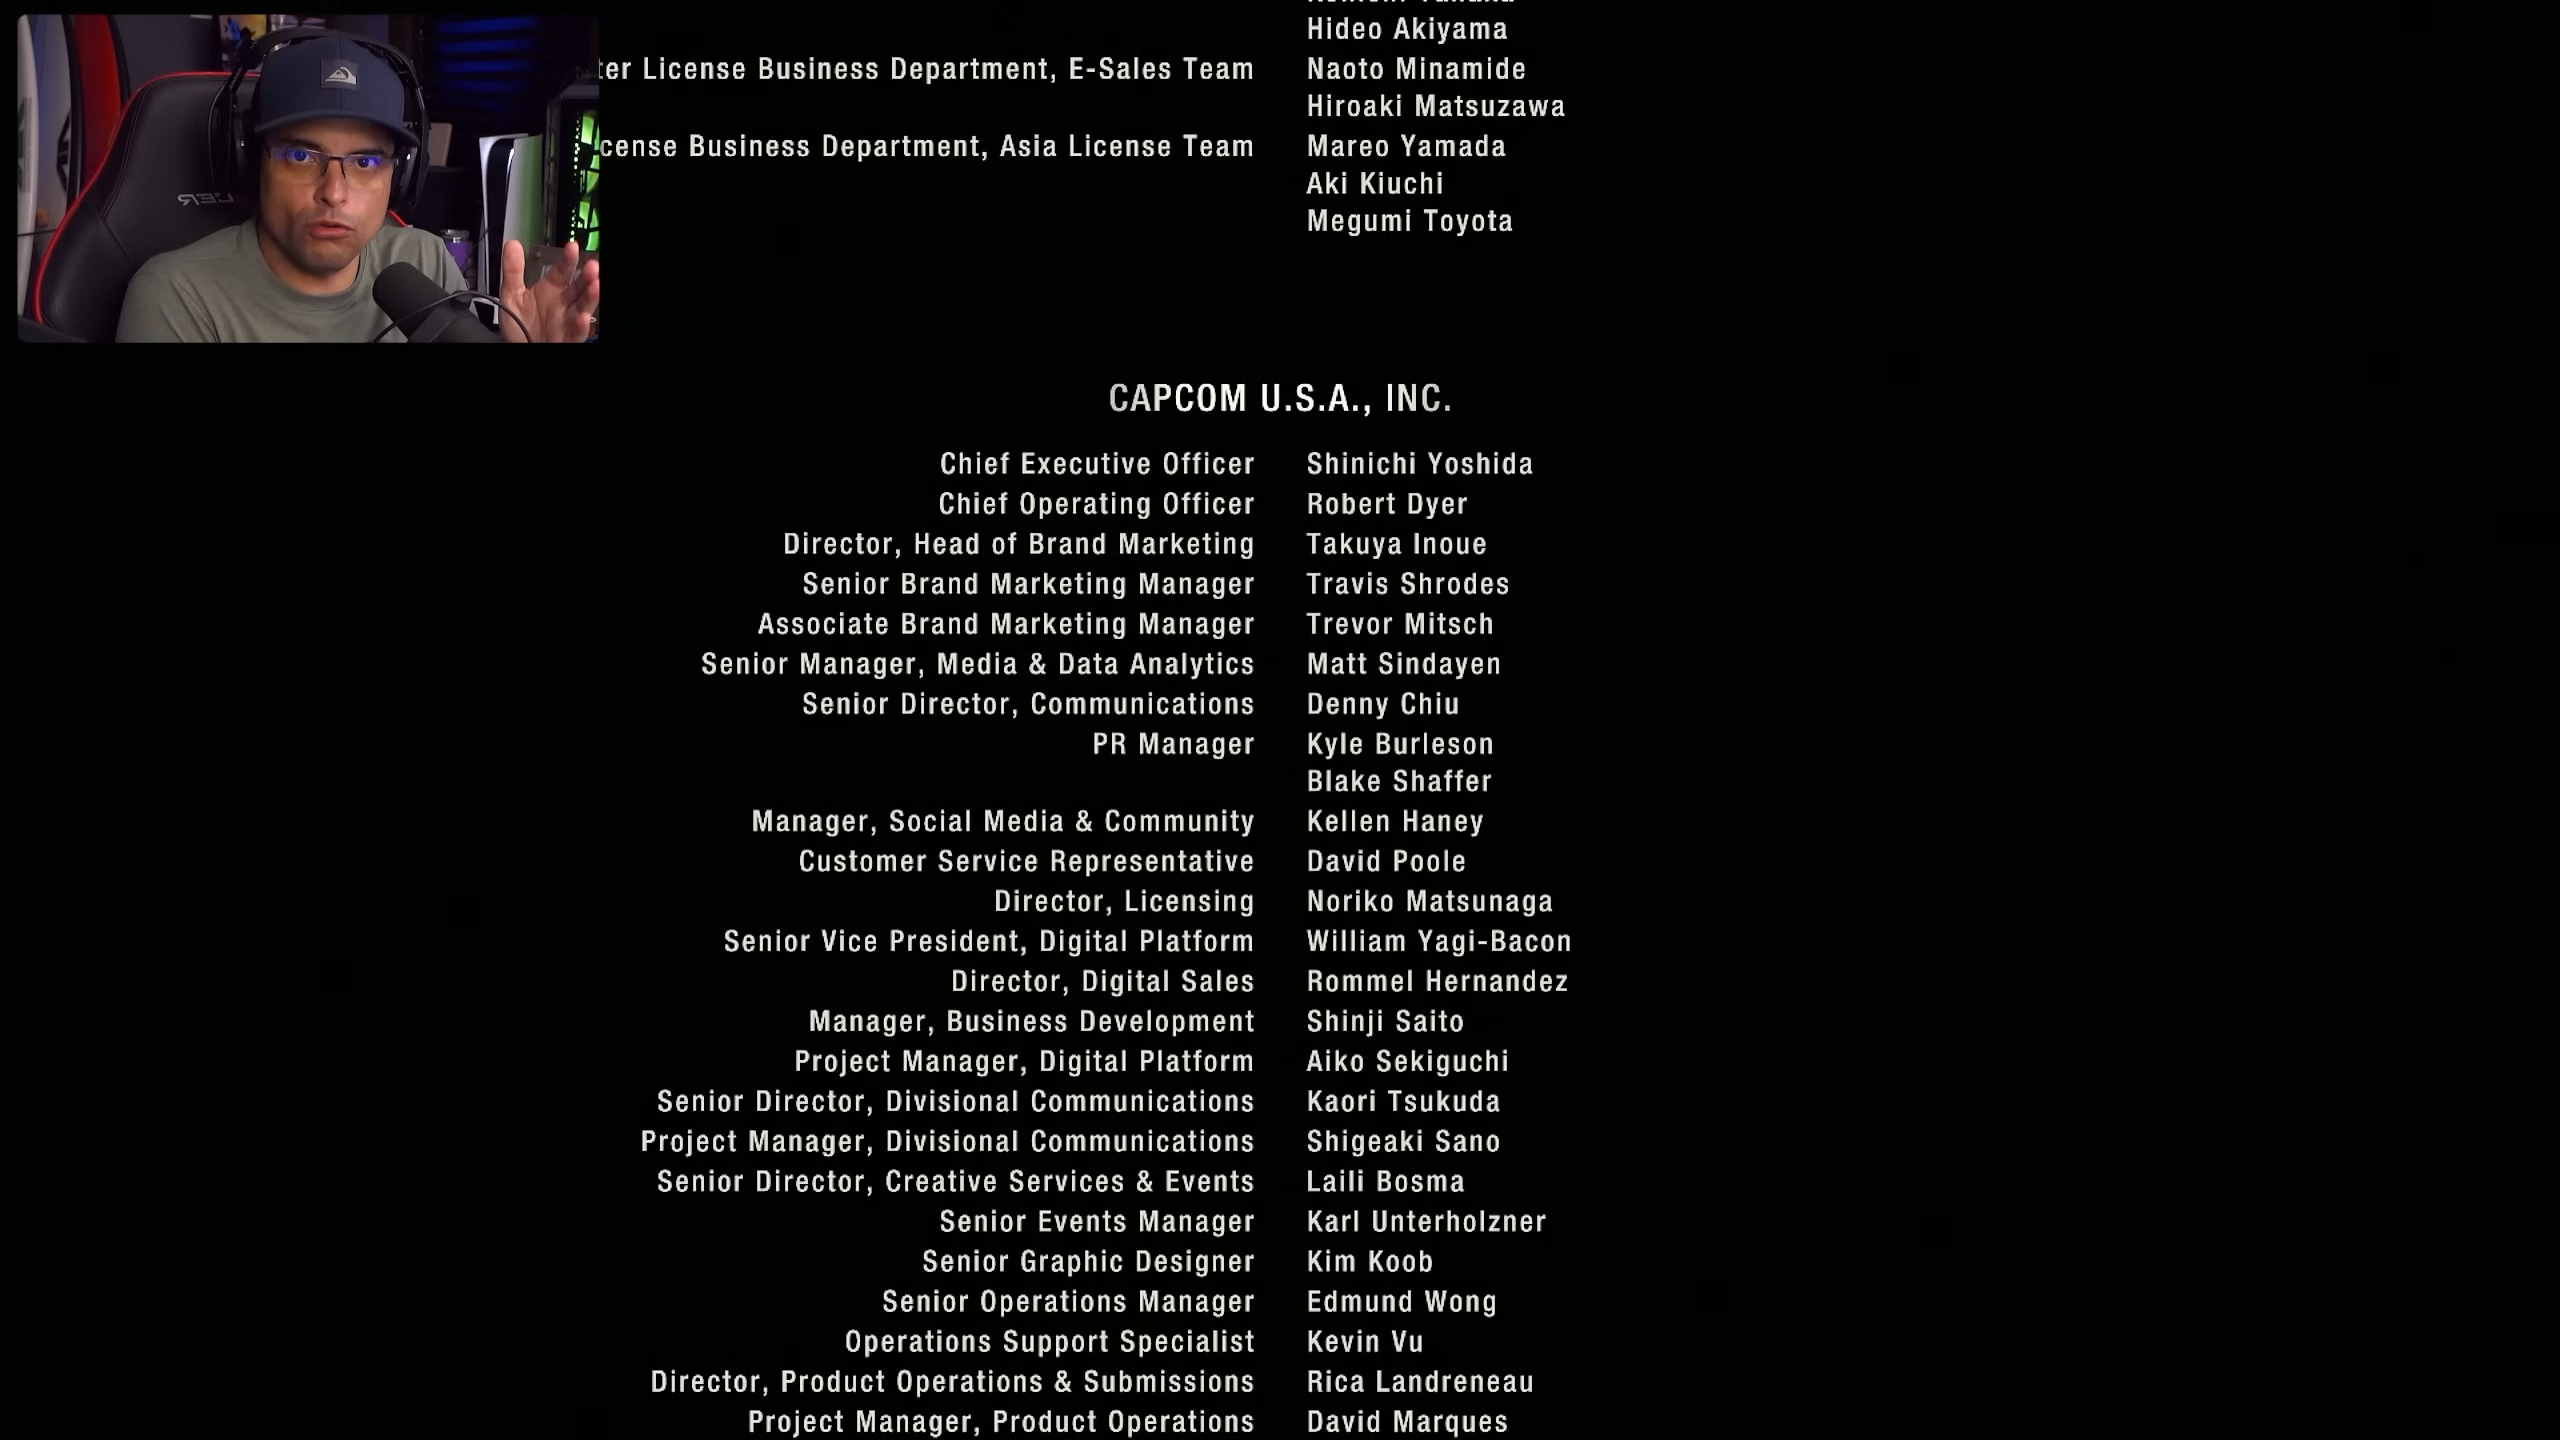 Hideo Akiyama
ter License Business Department, E-Sales Team Naoto Minamide
Hiroaki Matsuzawa
cense Business Department, Asia License Team Mareo Yamada
Aki Kiuchi
Megumi Toyota
CAPCOM U.S.A., INC.
Chief Executive Officer Shinichi Yoshida
Chief Operating Officer Robert Dyer
Director, Head of Brand Marketing Takuya Inoue
Senior Brand Marketing Manager Travis Shrodes
Associate Brand Marketing Manager Trevor Mitsch
Senior Manager, Media & Data Analytics Matt Sindayen
Senior Director, Communications Denny Chiu
PR Manager Kyle Burleson
Blake Shaffer
Manager, Social Media & Community Kellen Haney
Customer Service Representative David Poole
Director, Licensing Noriko Matsunaga
Senior Vice President, Digital Platform William Yagi-Bacon
Director, Digital Sales Rommel Hernandez
Manager, Business Development Shinji Saito
Project Manager, Digital Platform Aiko Sekiguchi
Senior Director, Divisional Communications Kaori Tsukuda
Project Manager, Divisional Communications Shigeaki Sano
Senior Director, Creative Services & Events Laili Bosma
Senior Events Manager Karl Unterholzner
Senior Graphic Designer Kim Koob
Senior Operations Manager Edmund Wong
Operations Support Specialist Kevin Vu
Director, Product Operations & Submissions Rica Landreneau
Project Manager, Product Operations David Marques